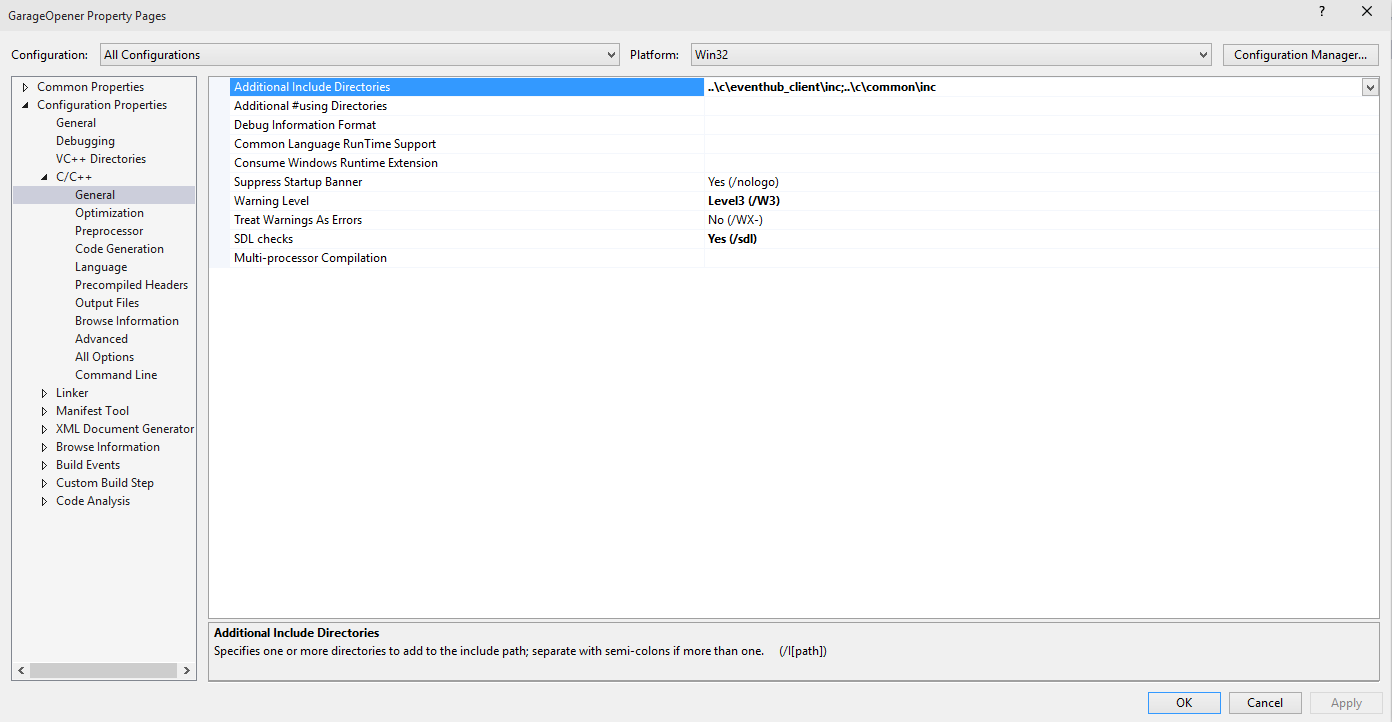 GarageOpener Property Pages
?
Configuration: All Configurations Platform: Win32 Configuration Manager...
Common Properties
Configuration Properties
General
Debugging
VC++ Directories
C/C++
General
Optimization
Preprocessor
Code Generation
Language
Precompiled Headers
Output Files
Browse Information
Advanced
All Options
Command Line
Linker
Manifest Tool
XML Document Generator
Browse Information
Build Events
Custom Build Step
Code Analysis
Additional Include Directories ..\c\eventhub_client\inc;..\c\common\inc
Additional #using Directories
Debug Information Format
Common Language RunTime Support
Consume Windows Runtime Extension
Suppress Startup Banner Yes (/nologo)
Warning Level Level3 (/W3)
Treat Warnings As Errors No (/WX-)
SDL checks Yes (/sdl)
Multi-processor Compilation
Additional Include Directories
Specifies one or more directories to add to the include path; separate with semi-colons if more than one. (/I[path])
OK Cancel Apply